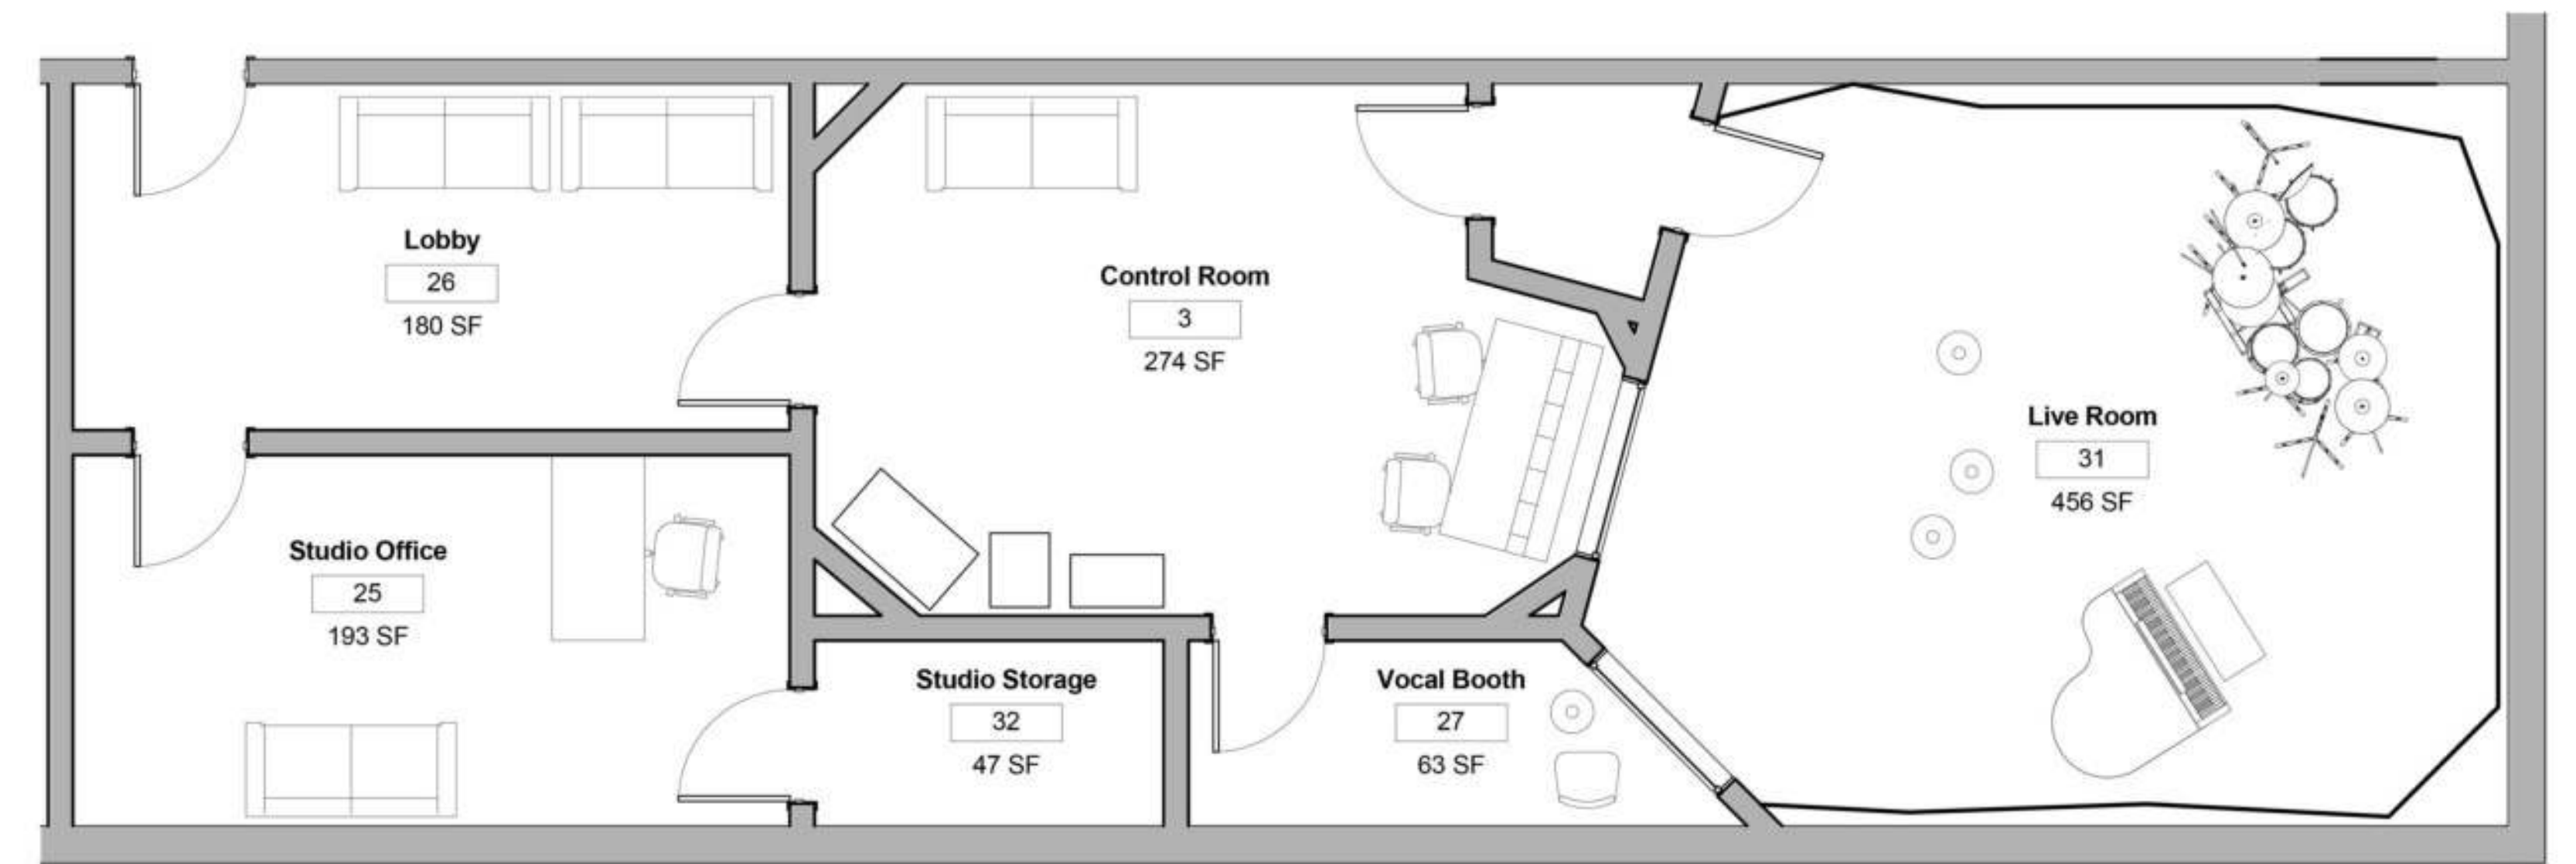 Lobby
26
180 SF
Control Room
3
274 SF
Live Room
31
456 SF
Studio Office
25
193 SF
Studio Storage
32
47 SF
Vocal Booth
27
63 SF